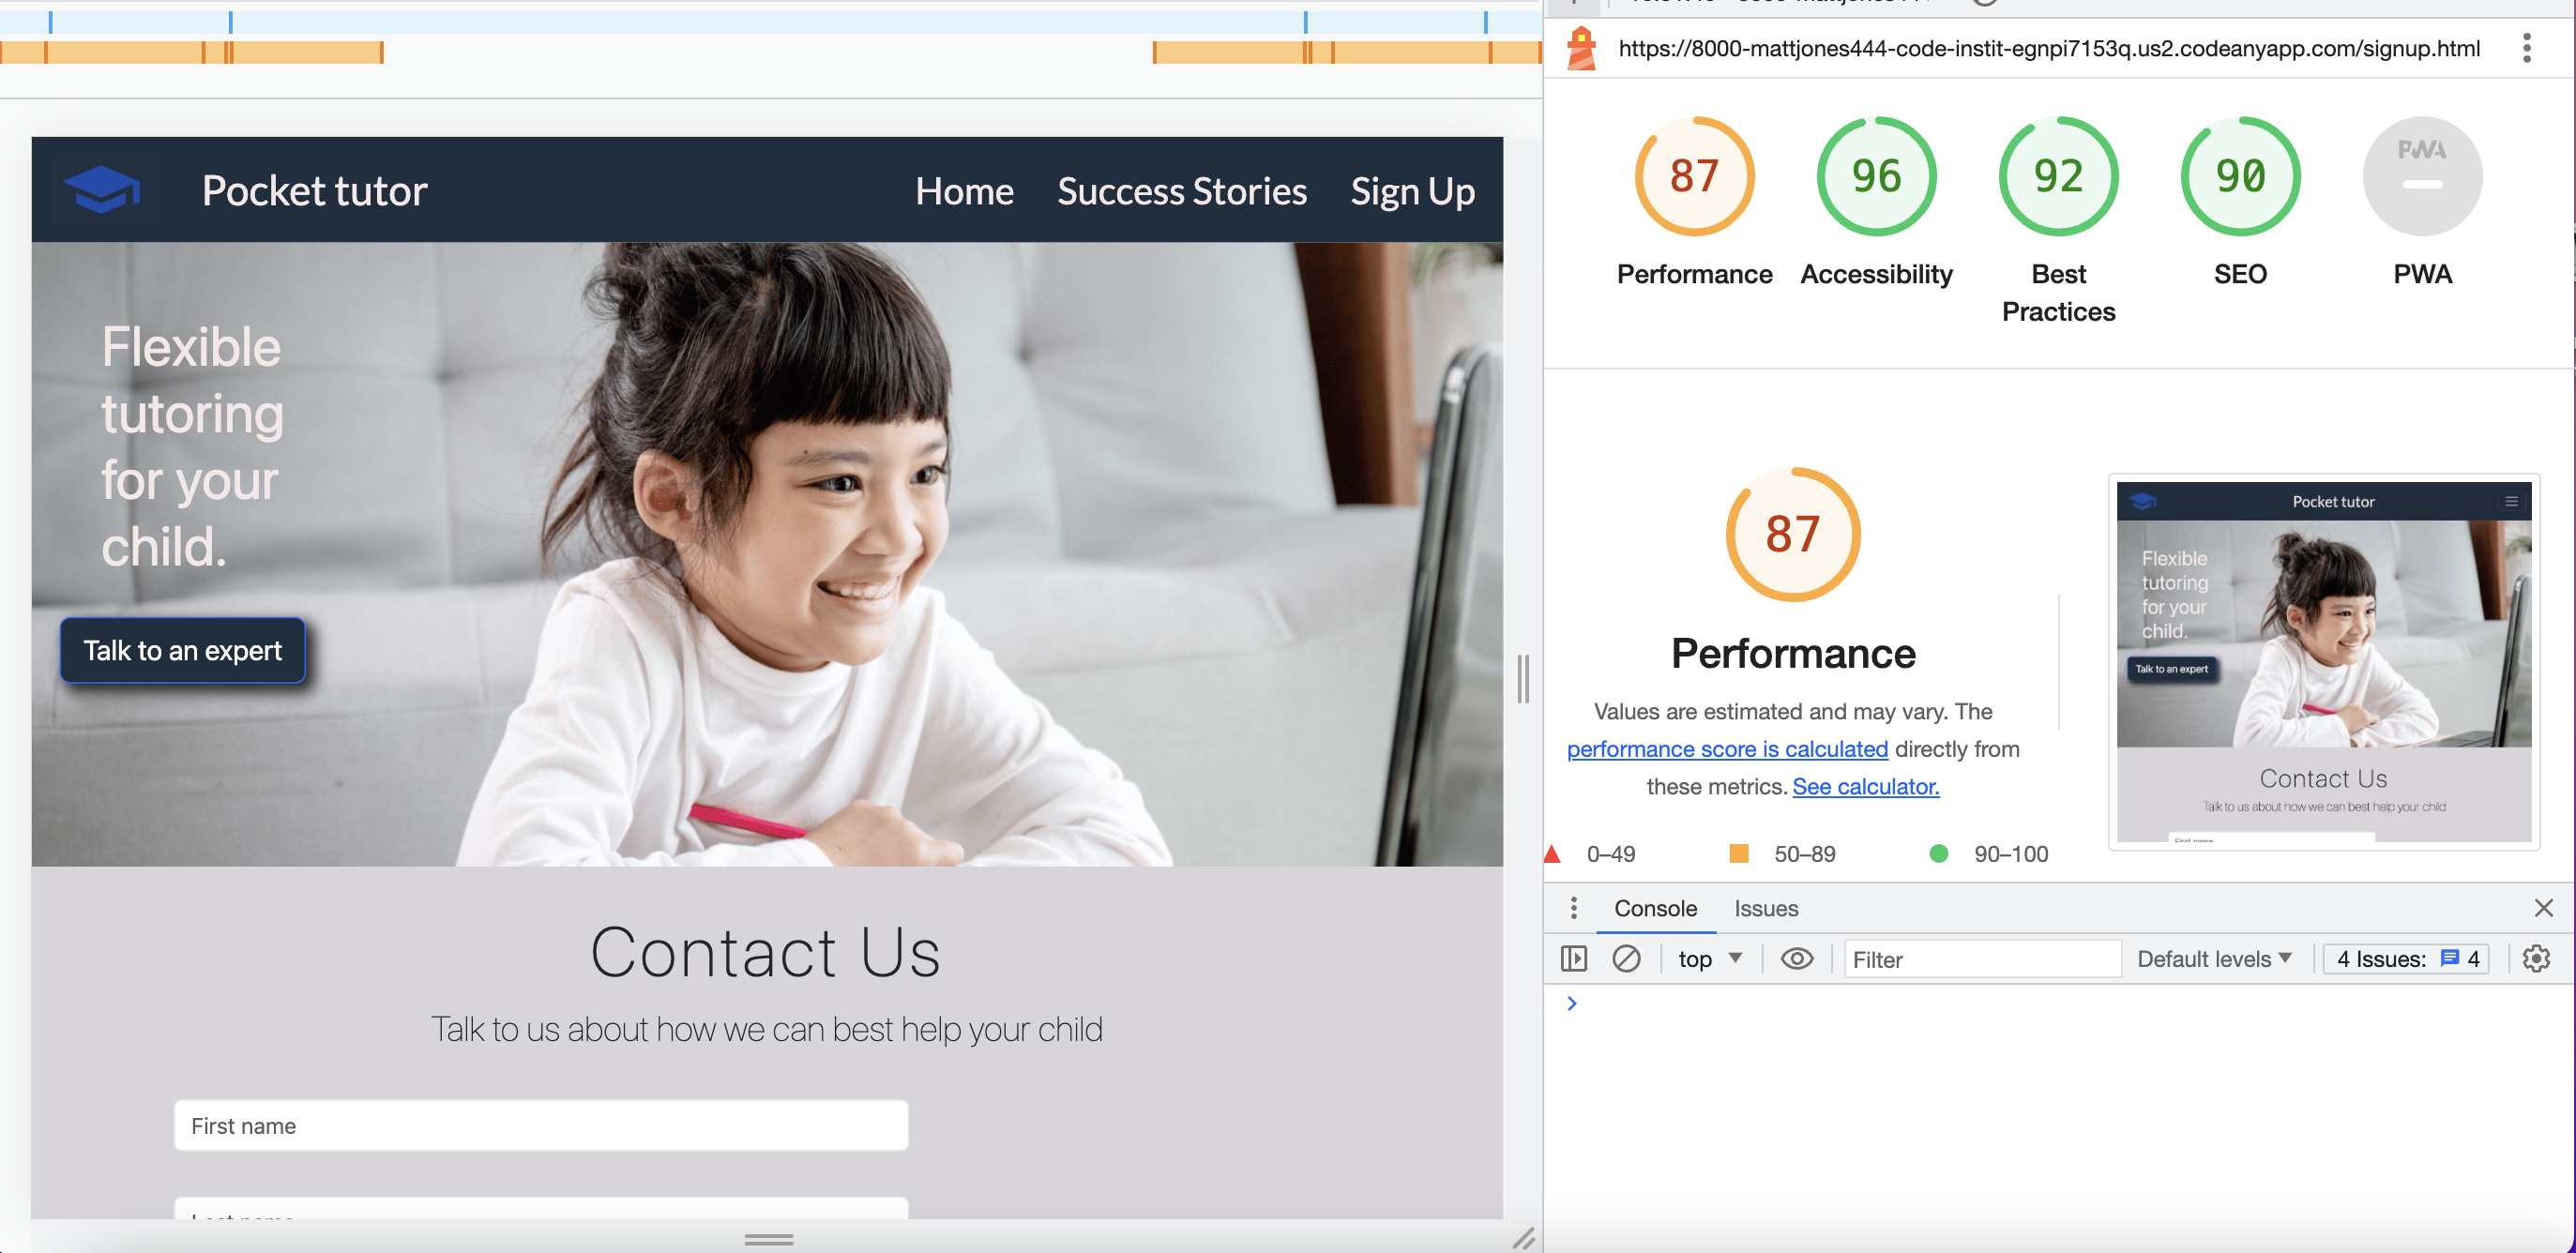 Pocket tutor
Home Success Stories Sign Up
Flexible
tutoring
for your
child.
Talk to an expert
Contact Us
Talk to us about how we can best help your child
First name
https://8000-mattjones444-code-instit-egnpi7153q.us2.codeanyapp.com/signup.html
87 96 92 90 PWA
Performance Accessibility Best Practices SEO PWA
87
Performance
Values are estimated and may vary. The
performance score is calculated directly from
these metrics. See calculator.
0–49 50–89 90–100
Pocket tutor
Flexible
tutoring
for your
child.
Talk to an expert
Contact Us
Talk to us about how we can best help your child
Console Issues
top Filter Default levels 4 Issues: 4